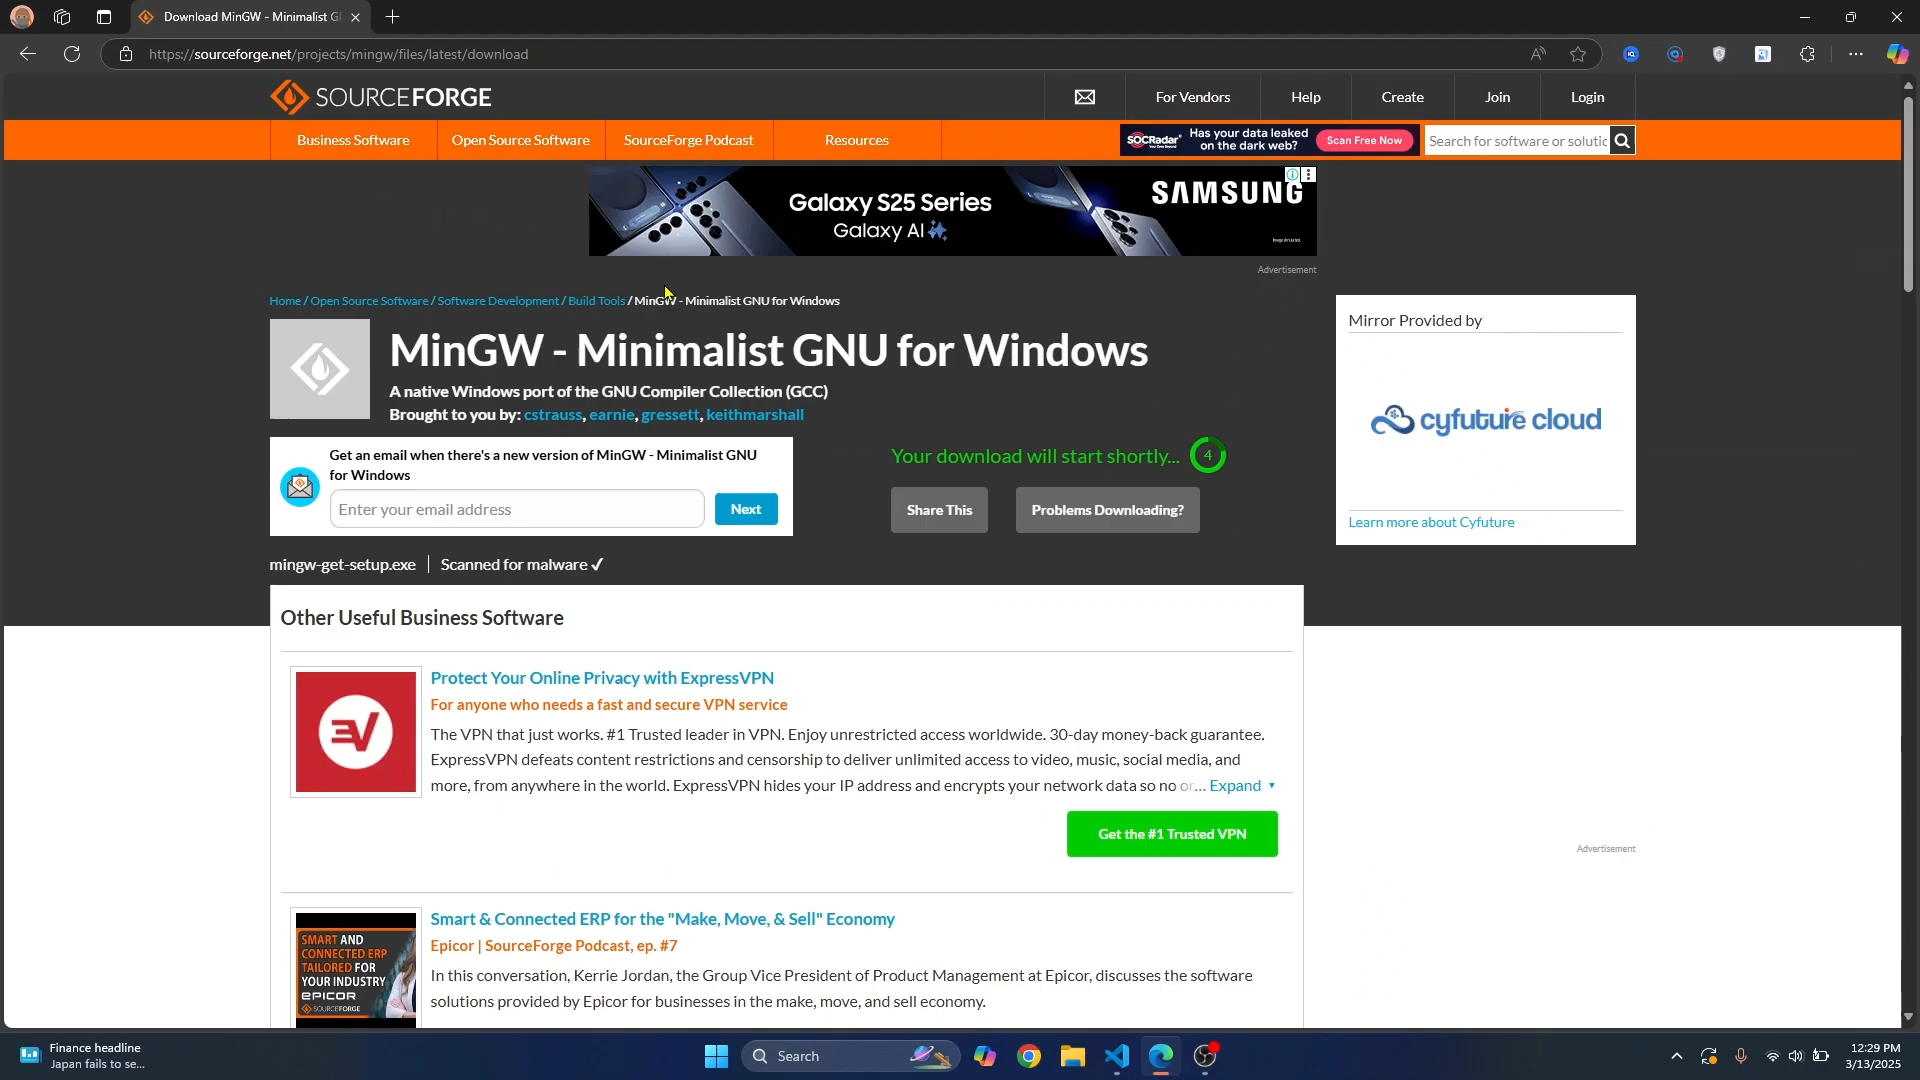 Download MinGW - Minimalist G
https://sourceforge.net/projects/mingw/files/latest/download
SOURCEFORGE
For Vendors
Help
Create
Join
Login
Business Software
Open Source Software
SourceForge Podcast
Resources
SOCRadar
Has your data leaked
on the dark web?
Scan Free Now
Search for software or solutic
Galaxy S25 Series
Galaxy AI
SAMSUNG
Image simulated.
Advertisement
Home / Open Source Software / Software Development / Build Tools / MinGW - Minimalist GNU for Windows
MinGW - Minimalist GNU for Windows
A native Windows port of the GNU Compiler Collection (GCC)
Brought to you by: cstrauss, earnie, gressett, keithmarshall
Get an email when there's a new version of MinGW - Minimalist GNU
for Windows
Enter your email address
Next
Your download will start shortly... 4
Share This
Problems Downloading?
Mirror Provided by
cyfuture cloud
Learn more about Cyfuture
mingw-get-setup.exe
Scanned for malware ✓
Other Useful Business Software
EV
Protect Your Online Privacy with ExpressVPN
For anyone who needs a fast and secure VPN service
The VPN that just works. #1 Trusted leader in VPN. Enjoy unrestricted access worldwide. 30-day money-back guarantee.
ExpressVPN defeats content restrictions and censorship to deliver unlimited access to video, music, social media, and
more, from anywhere in the world. ExpressVPN hides your IP address and encrypts your network data so no or... Expand
Get the #1 Trusted VPN
Advertisement
SMART AND
CONNECTED ERP
TAILORED FOR
YOUR INDUSTRY
EPICOR
SOURCEFORGE
Smart & Connected ERP for the "Make, Move, & Sell" Economy
Epicor | SourceForge Podcast, ep. #7
In this conversation, Kerrie Jordan, the Group Vice President of Product Management at Epicor, discusses the software
solutions provided by Epicor for businesses in the make, move, and sell economy.
Finance headline
Japan fails to se...
Search
12:29 PM
3/13/2025